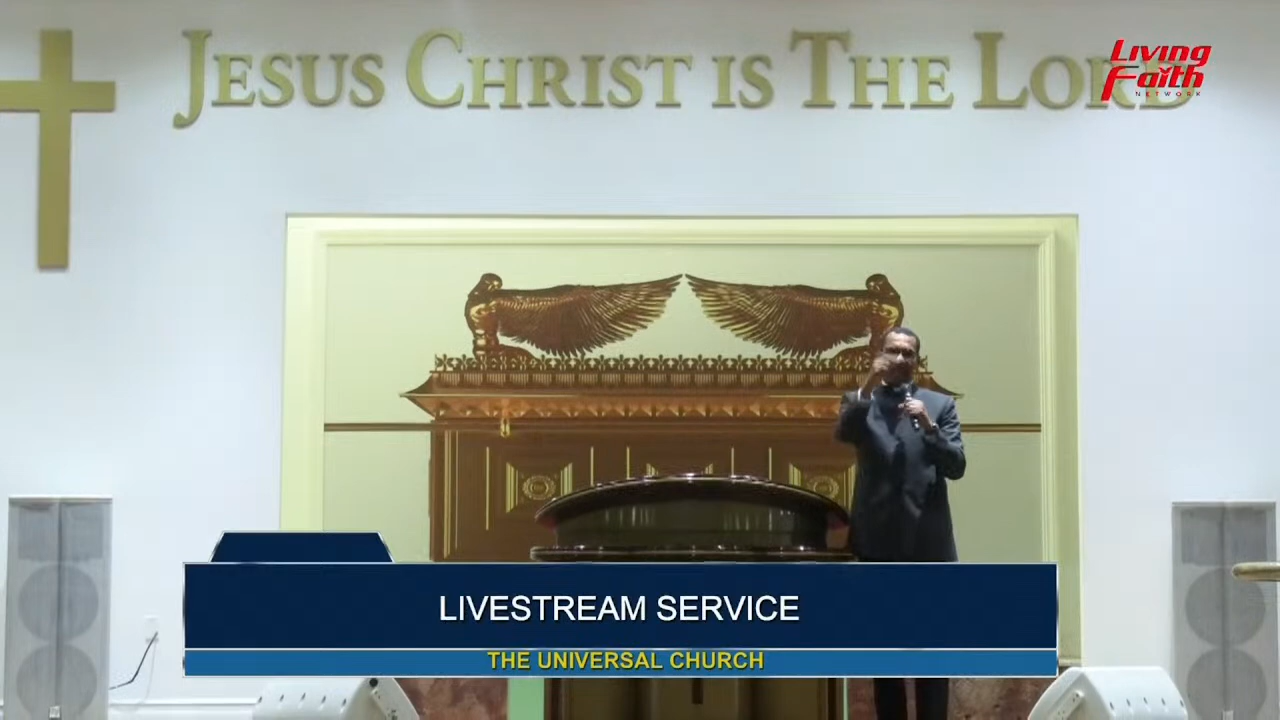 JESUS CHRIST IS THE LORD
Living
Faith
NETWORK
LIVESTREAM SERVICE
THE UNIVERSAL CHURCH